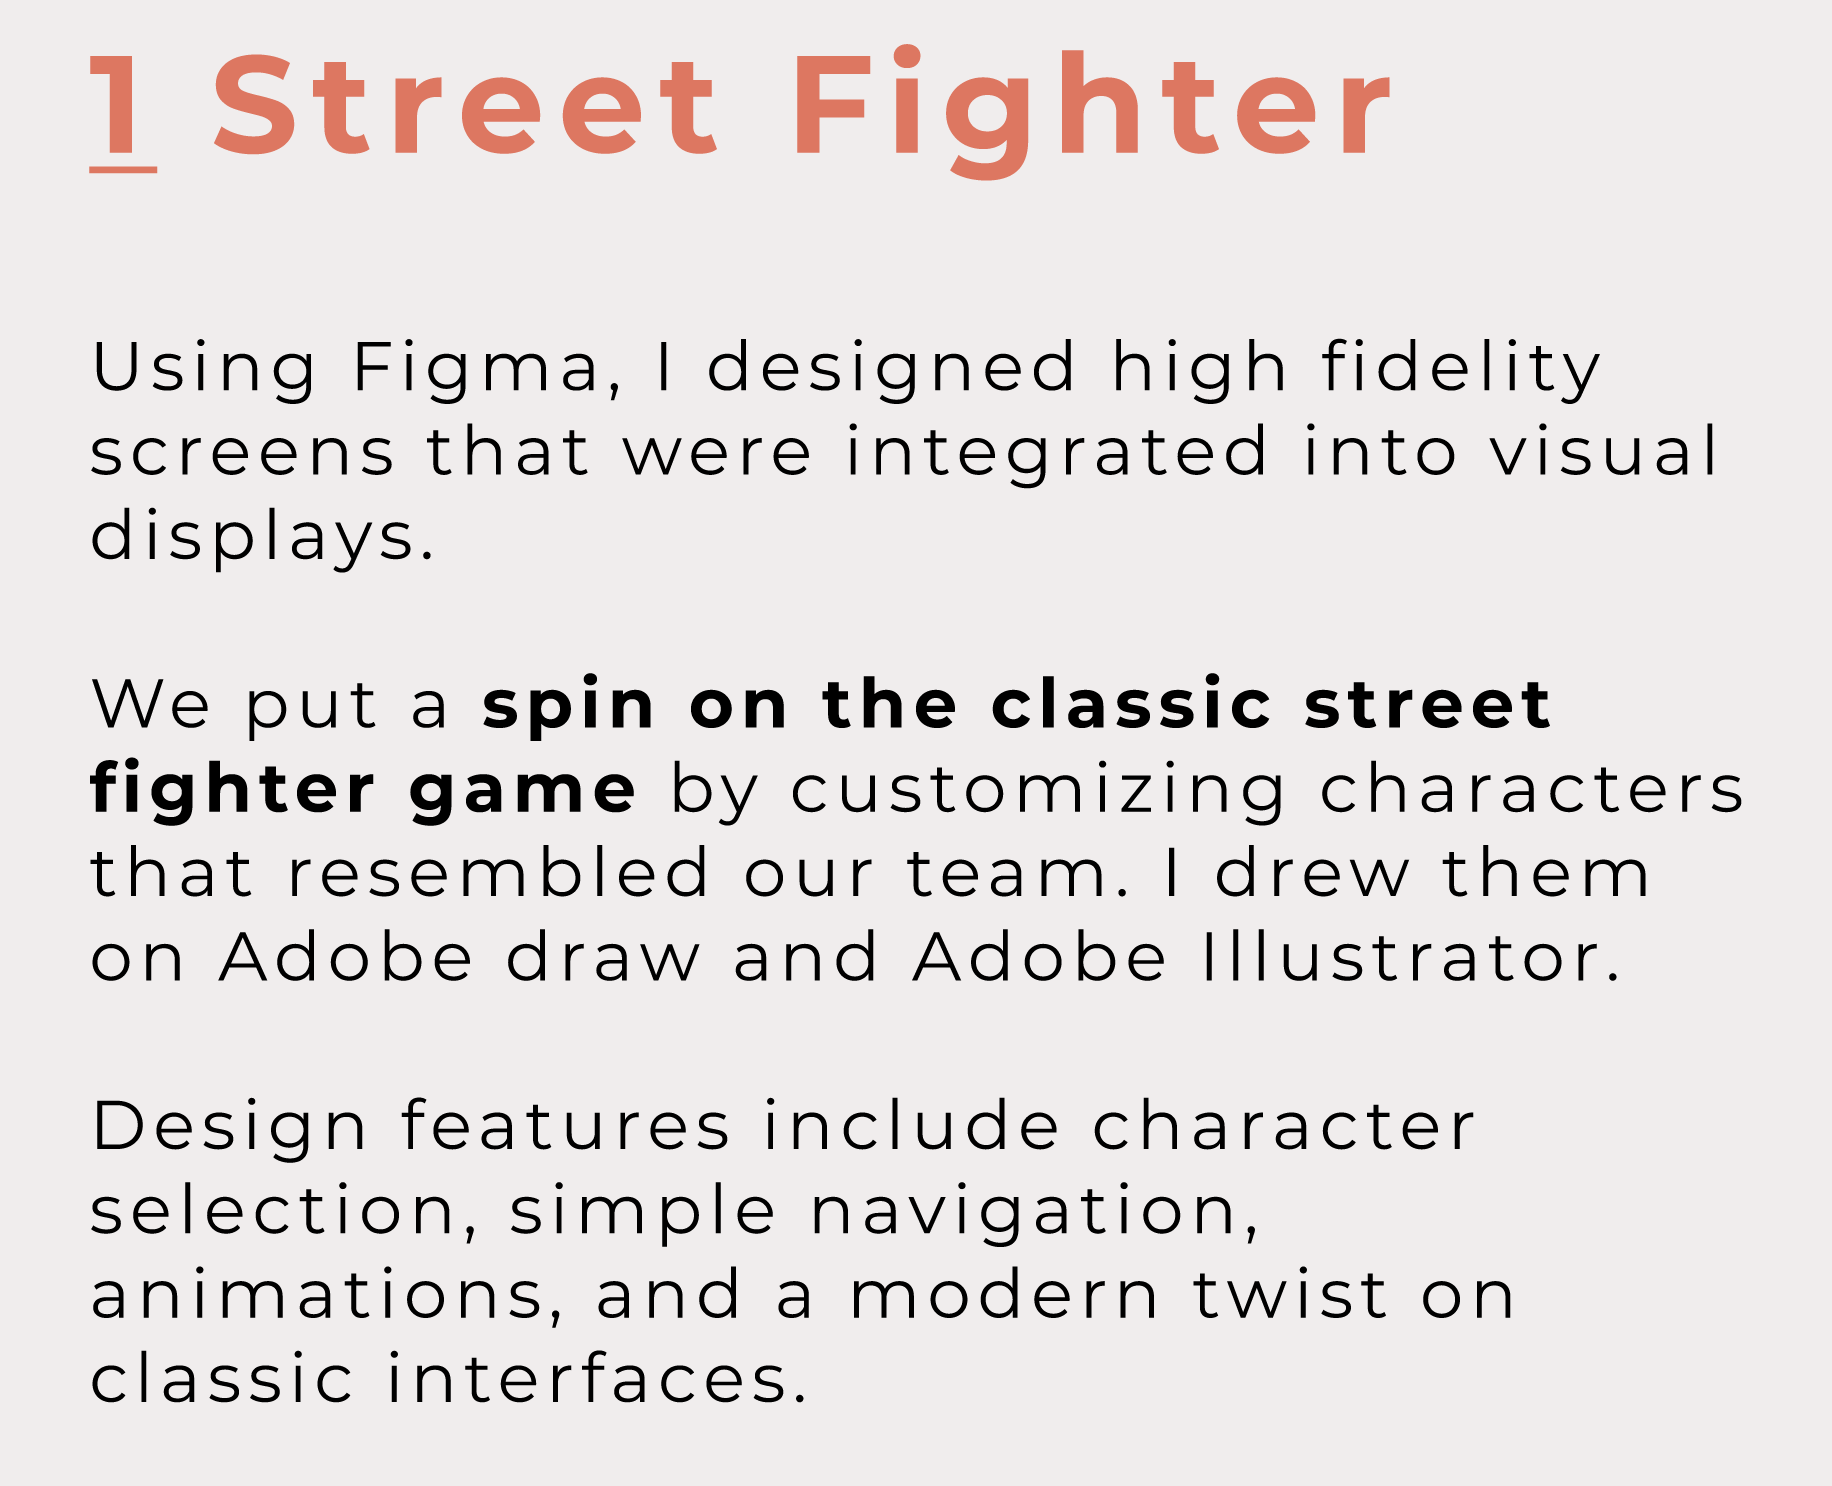 1 Street Fighter
Using Figma, I designed high fidelity
screens that were integrated into visual
displays.
We put a spin on the classic street
fighter game by customizing characters
that resembled our team. I drew them
on Adobe draw and Adobe Illustrator.
Design features include character
selection, simple navigation,
animations, and a modern twist on
classic interfaces.